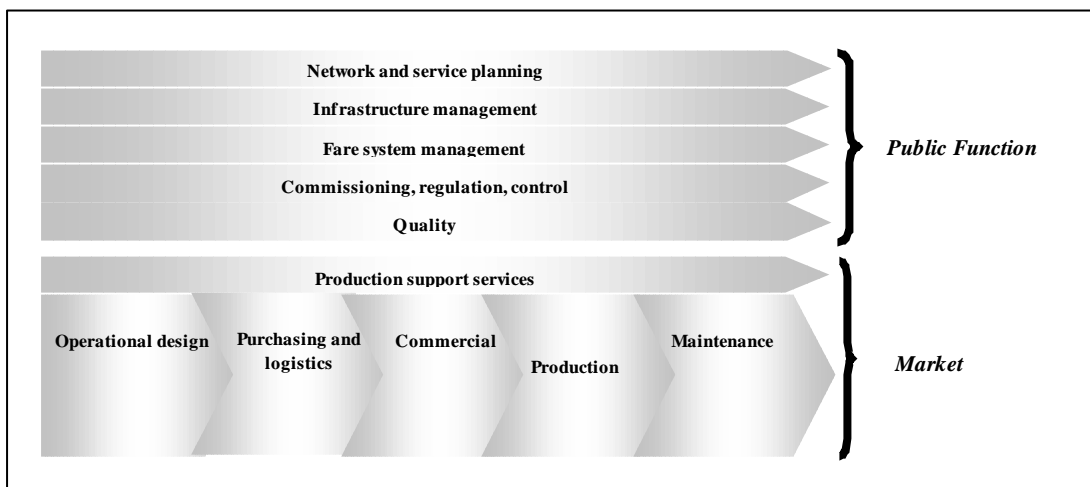 Network and service planning
Infrastructure management
Fare system management
Commissioning, regulation, control
Quality
Public Function
Production support services
Operational design
Purchasing and
logistics
Commercial
Production
Maintenance
Market